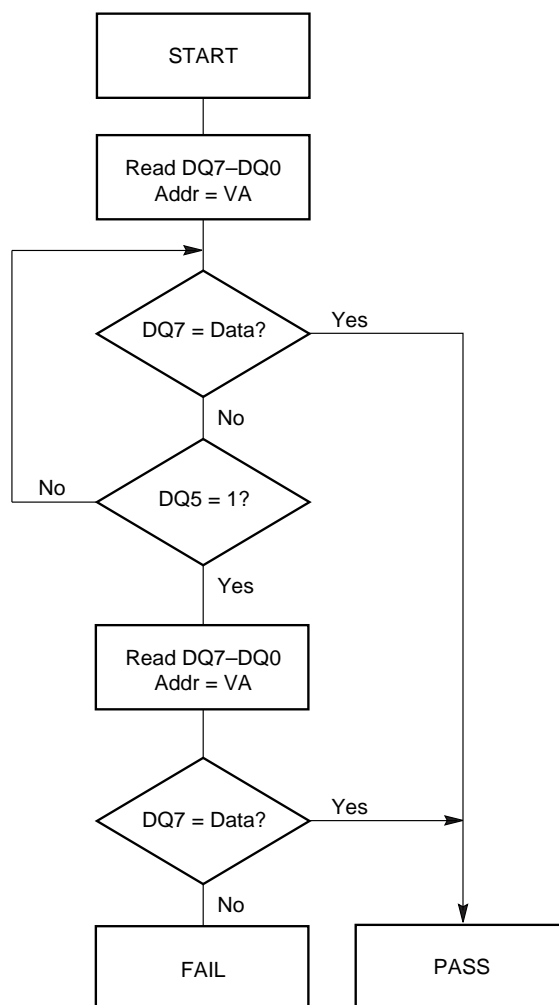 START
Read DQ7–DQ0
Addr = VA
DQ7 = Data?
Yes
No
No
DQ5 = 1?
Yes
Read DQ7–DQ0
Addr = VA
DQ7 = Data?
Yes
No
FAIL
PASS